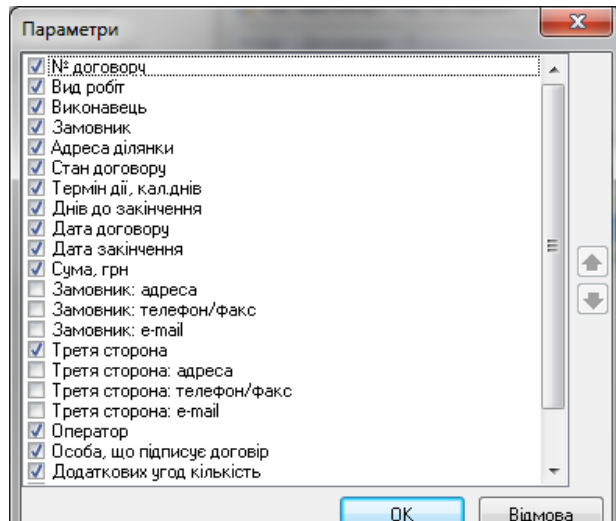 Параметри
№ договору
Вид робіт
Виконавець
Замовник
Адреса ділянки
Стан договору
Термін дії, кал.днів
Днів до закінчення
Дата договору
Дата закінчення
Сума, грн
Замовник: адреса
Замовник: телефон/факс
Замовник: e-mail
Третя сторона
Третя сторона: адреса
Третя сторона: телефон/факс
Третя сторона: e-mail
Оператор
Особа, що підписує договір
Додаткових угод кількість
OK
Відмова